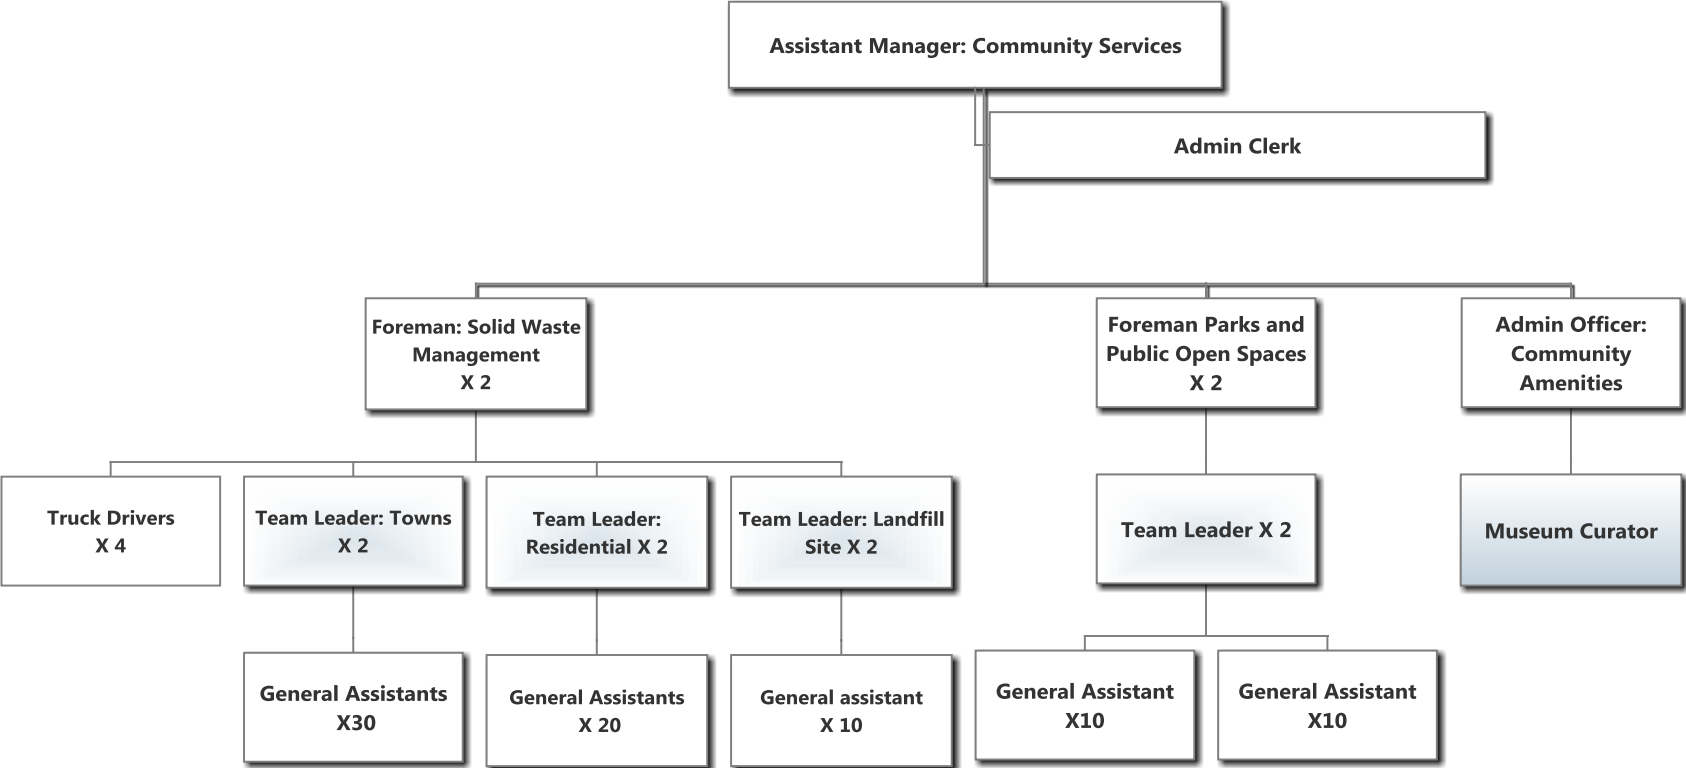 Assistant Manager: Community Services
Admin Clerk
Foreman: Solid Waste
Management
X 2
Foreman Parks and
Public Open Spaces
X 2
Admin Officer:
Community
Amenities
Truck Drivers
X 4
Team Leader: Towns
X 2
Team Leader:
Residential X 2
Team Leader: Landfill
Site X 2
Team Leader X 2
Museum Curator
General Assistants
X30
General Assistants
X 20
General assistant
X 10
General Assistant
X10
General Assistant
X10